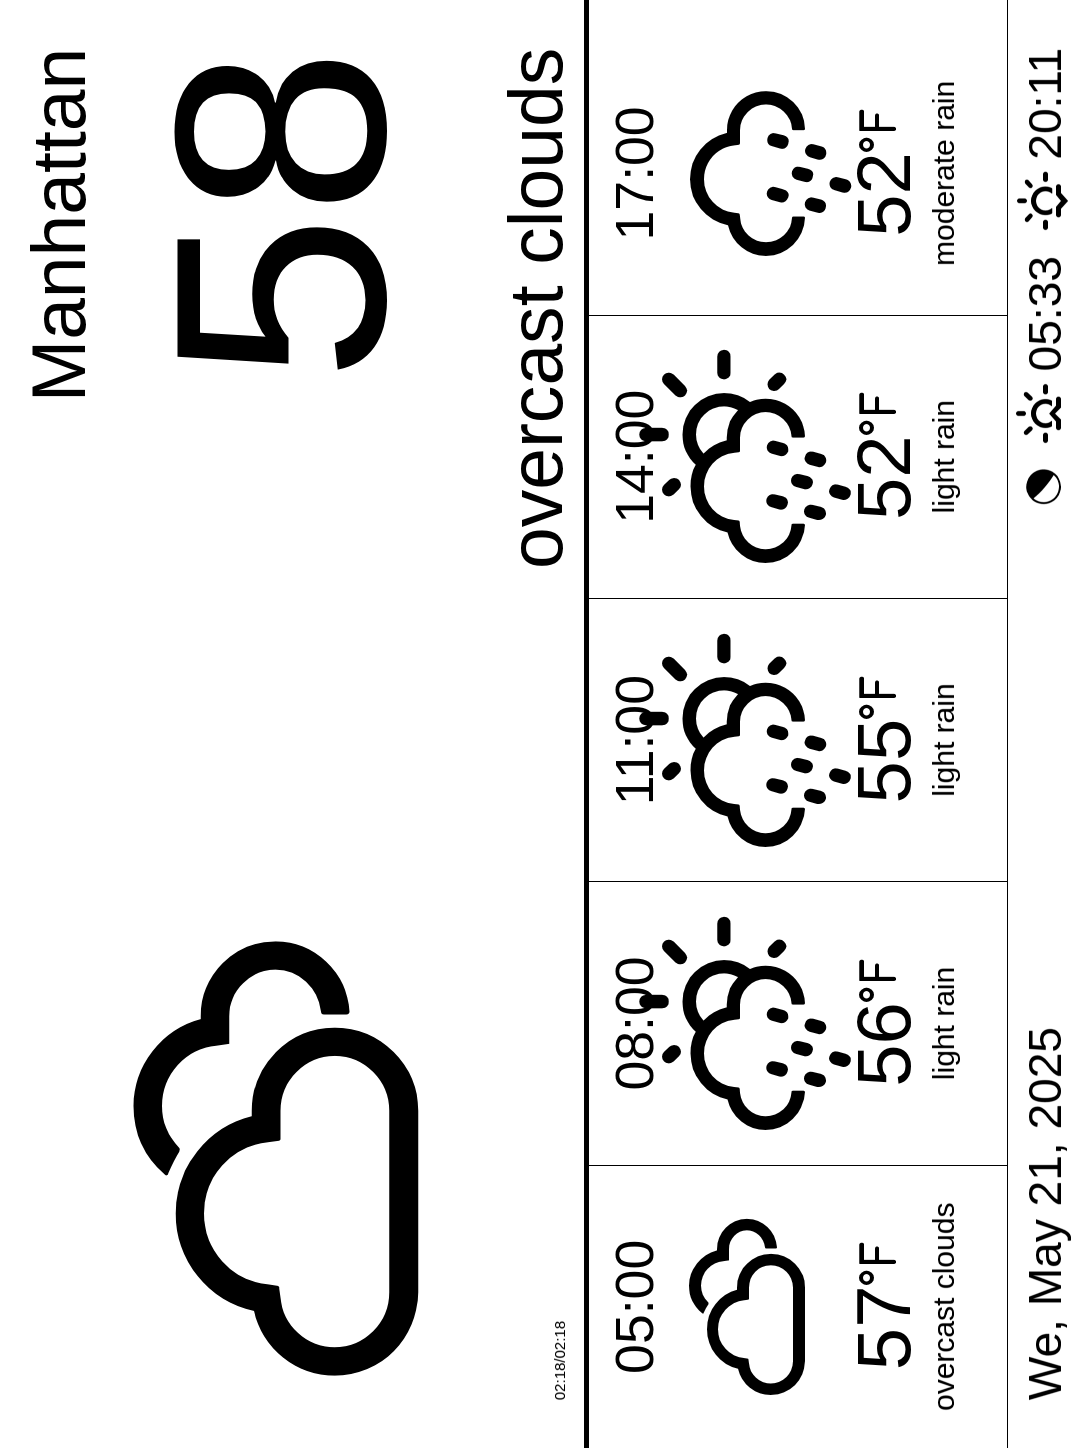 Manhattan
58
overcast clouds
02:18/02:18
05:00 08:00 11:00 14:00 17:00
57°F 56°F 55°F 52°F 52°F
overcast clouds light rain light rain light rain moderate rain
We, May 21, 2025 05:33 20:11